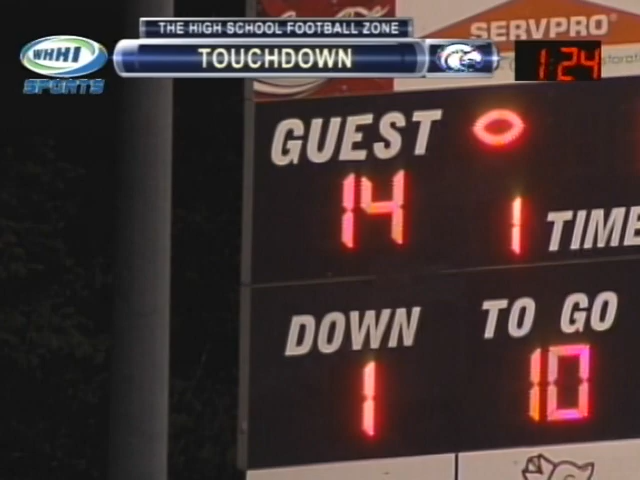 THE HIGH SCHOOL FOOTBALL ZONE
WHHI
SPORTS
TOUCHDOWN
SERVPRO
1:24
GUEST
14
1 TIME
DOWN
TO GO
1
10